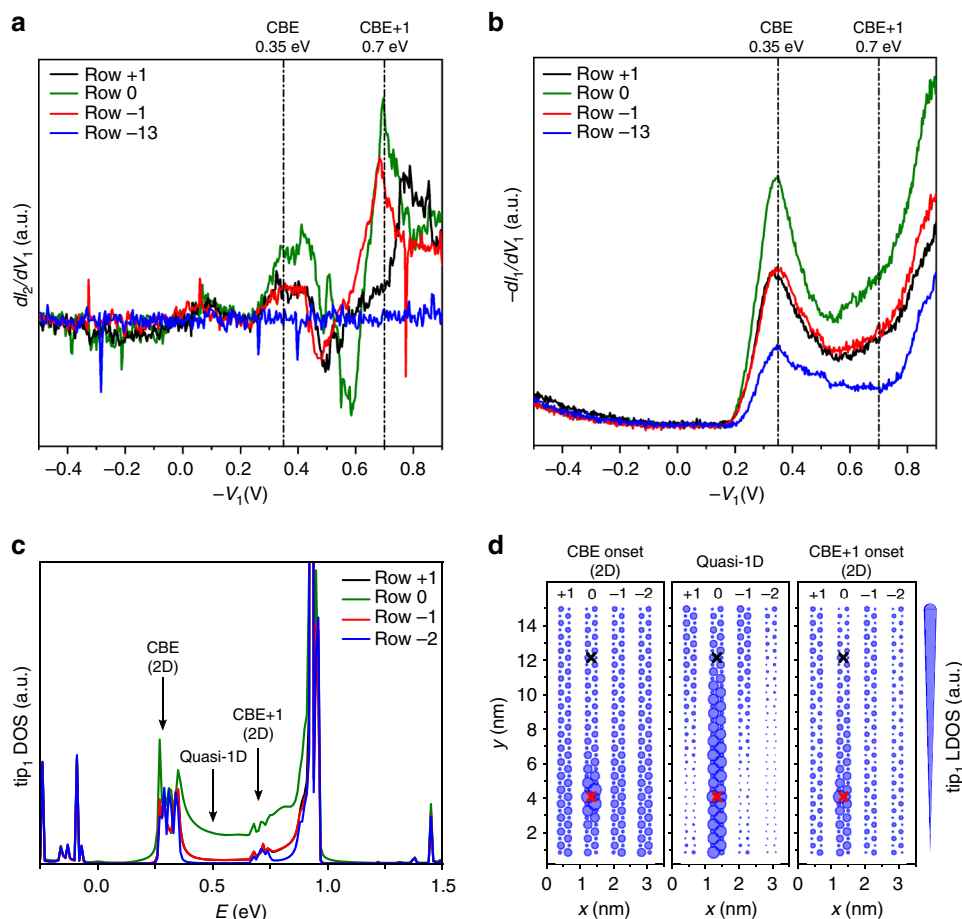 a
CBE
0.35 eV
CBE+1
0.7 eV
Row +1
Row 0
Row –1
Row –13
dI2/dV1 (a.u.)
–0.4 –0.2 0.0 0.2 0.4 0.6 0.8
–V1(V)
b
CBE
0.35 eV
CBE+1
0.7 eV
Row +1
Row 0
Row –1
Row –13
–dI1/dV1 (a.u.)
–0.4 –0.2 0.0 0.2 0.4 0.6 0.8
–V1(V)
c
Row +1
Row 0
Row –1
Row –2
CBE
(2D)
Quasi-1D
CBE+1
(2D)
tip1 DOS (a.u.)
0.0 0.5 1.0 1.5
E (eV)
d
CBE onset
(2D)
Quasi-1D
CBE+1 onset
(2D)
+1 0 –1 –2
+1 0 –1 –2
+1 0 –1 –2
14
12
10
8
6
4
2
y (nm)
0 1 2 3
0 1 2 3
0 1 2 3
x (nm)
x (nm)
x (nm)
tip1 LDOS (a.u.)